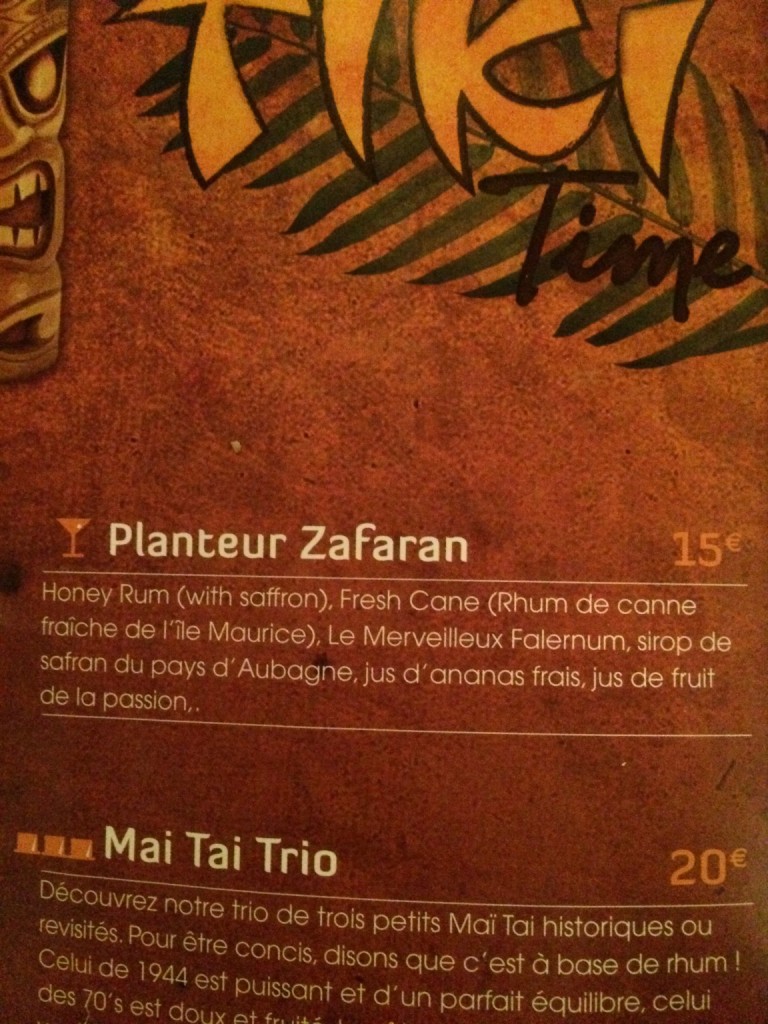 Tiki
Time
Planteur Zafaran 15€
Honey Rum (with saffron), Fresh Cane (Rhum de canne
fraîche de l'île Maurice), Le Merveilleux Falernum, sirop de
safran du pays d'Aubagne, jus d'ananas frais, jus de fruit
de la passion,.
Mai Tai Trio 20€
Découvrez notre trio de trois petits Maï Tai historiques ou
revisités. Pour être concis, disons que c'est à base de rhum !
Celui de 1944 est puissant et d'un parfait équilibre, celui
des 70's est doux et fruité